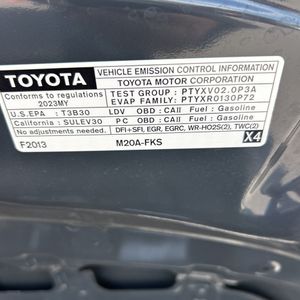 TOYOTA
VEHICLE EMISSION CONTROL INFORMATION
TOYOTA MOTOR CORPORATION
Conforms to regulations
2023MY
TEST GROUP : PTYXV02.0P3A
EVAP FAMILY: PTYXR0130P72
U.S.EPA : T3B30 LDV OBD : CAII Fuel : Gasoline
California : SULEV30 PC OBD : CAII Fuel : Gasoline
No adjustments needed. DFI+SFI, EGR, EGRC, WR-HO2S(2), TWC(2)
F2013 M20A-FKS X4